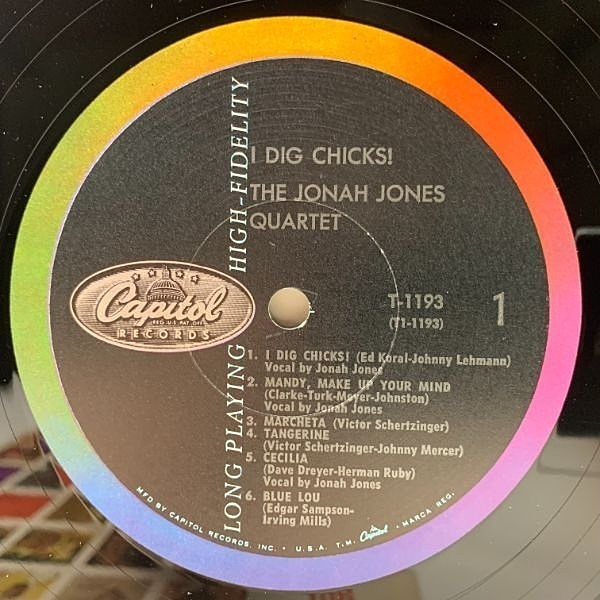 I DIG CHICKS!
THE JONAH JONES
QUARTET
LONG PLAYING HIGH-FIDELITY
Capitol
REG. U.S. PAT. OFF.
RECORDS
T-1193
(T1-1193)
1
1. I DIG CHICKS! (Ed Koral-Johnny Lehmann)
Vocal by Jonah Jones
2. MANDY, MAKE UP YOUR MIND
(Clarke-Turk-Meyer-Johnston)
Vocal by Jonah Jones
3. MARCHETA (Victor Schertzinger)
4. TANGERINE
(Victor Schertzinger-Johnny Mercer)
5. CECILIA
(Dave Dreyer-Herman Ruby)
Vocal by Jonah Jones
6. BLUE LOU
(Edgar Sampson-
Irving Mills)
MFD BY CAPITOL RECORDS, INC. • U.S.A. T.M. Capitol • MARCA REG.